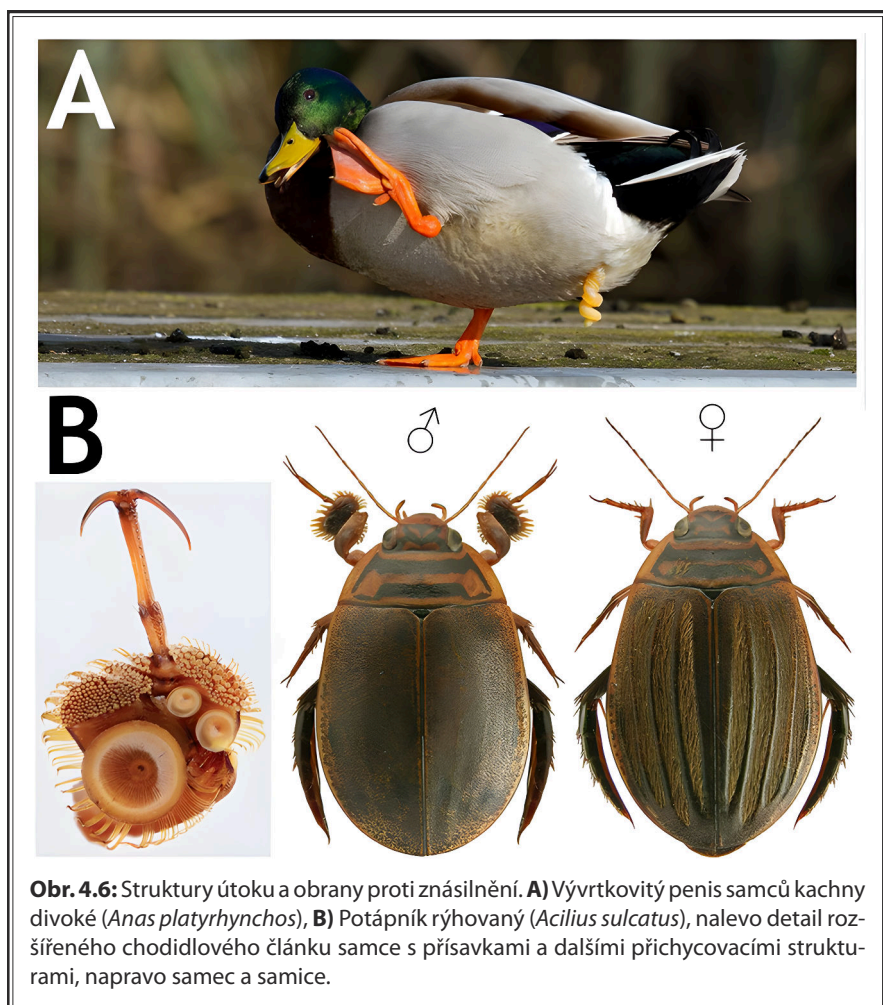 A
B
♂
♀
Obr. 4.6: Struktury útoku a obrany proti znásilnění. A) Vývrtkovitý penis samců kachny
divoké (Anas platyrhynchos), B) Potápník rýhovaný (Acilius sulcatus), nalevo detail roz-
šířeného chodidlového článku samce s přísavkami a dalšími přichycovacími struktu-
rami, napravo samec a samice.